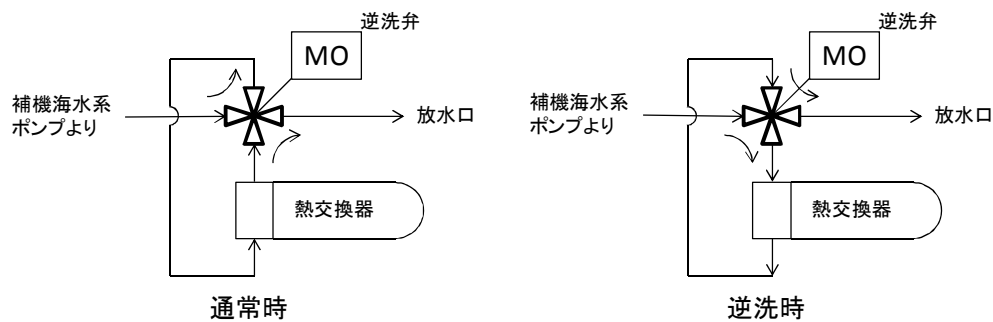 逆洗弁
MO
補機海水系
ポンプより
放水口
熱交換器
通常時
逆洗弁
MO
補機海水系
ポンプより
放水口
熱交換器
逆洗時